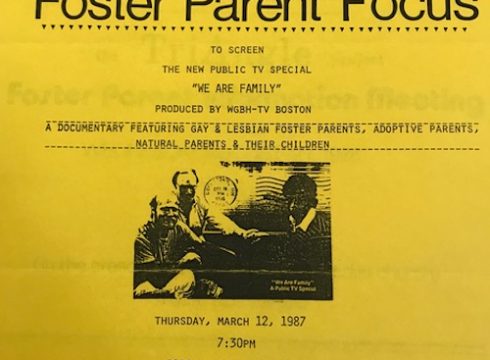 Foster Parent Focus
TO SCREEN
THE NEW PUBLIC TV SPECIAL
"WE ARE FAMILY"
PRODUCED BY WGBH-TV BOSTON
A DOCUMENTARY FEATURING GAY & LESBIAN FOSTER PARENTS, ADOPTIVE PARENTS,
NATURAL PARENTS & THEIR CHILDREN
"We Are Family"
A Public TV Special
THURSDAY, MARCH 12, 1987
7:30PM